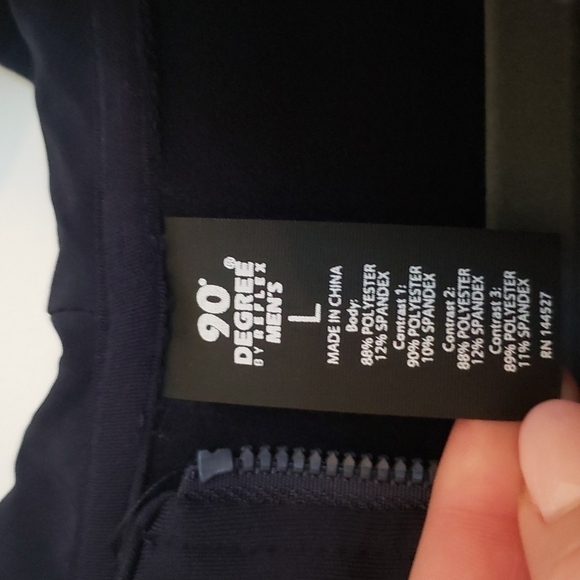 90°
DEGREE®
BY REFLEX
MEN'S
L
MADE IN CHINA
Body:
88% POLYESTER
12% SPANDEX
Contrast 1:
90% POLYESTER
10% SPANDEX
Contrast 2:
88% POLYESTER
12% SPANDEX
Contrast 3:
89% POLYESTER
11% SPANDEX
RN 144527